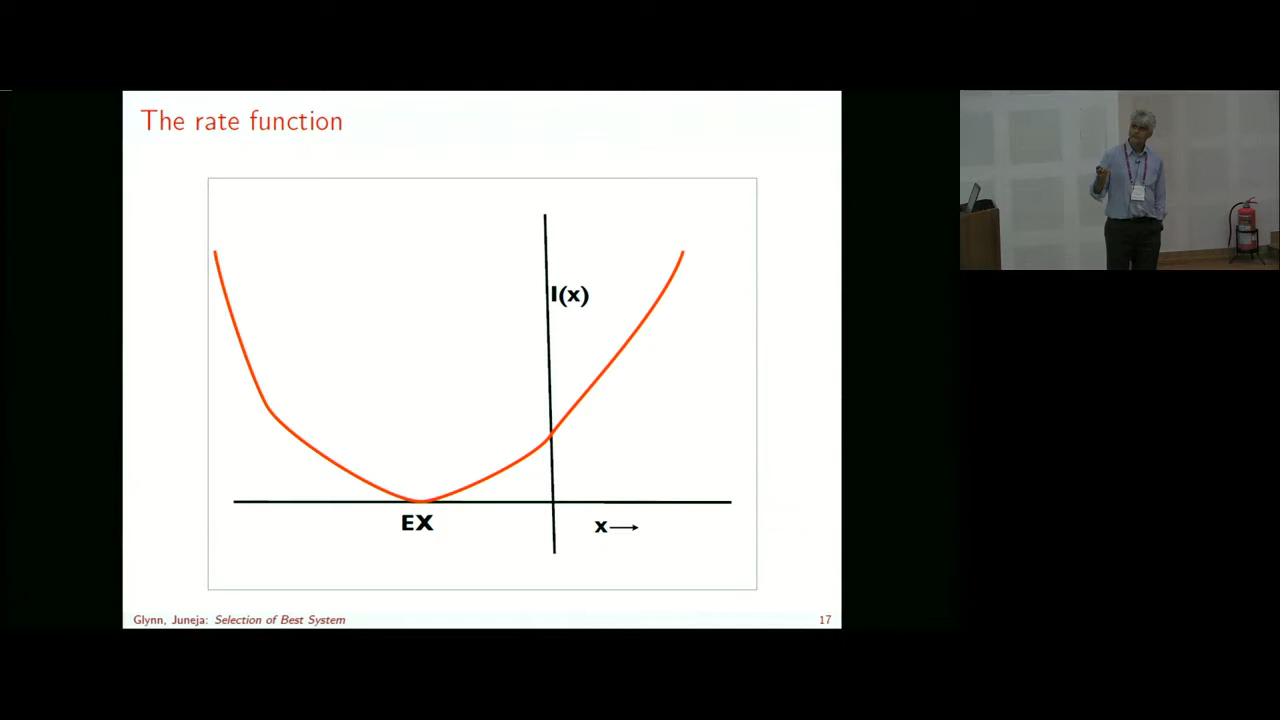 The rate function
I(x)
EX
x→
Glynn, Juneja: Selection of Best System
17